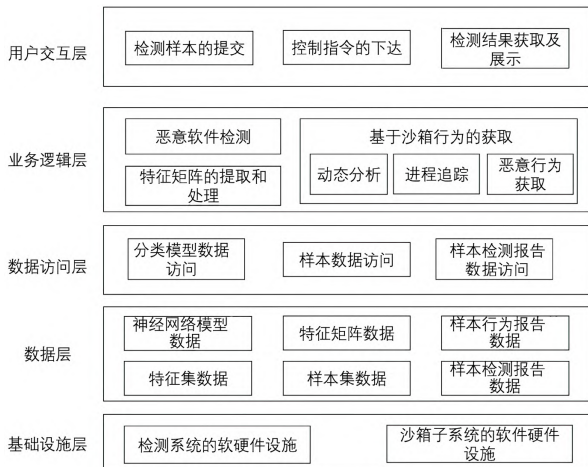 用户交互层
检测样本的提交
控制指令的下达
检测结果获取及
展示
业务逻辑层
恶意软件检测
特征矩阵的提取和
处理
基于沙箱行为的获取
动态分析
进程追踪
恶意行为
获取
数据访问层
分类模型数据
访问
样本数据访问
样本检测报告
数据访问
数据层
神经网络模型
数据
特征矩阵数据
样本行为报告
数据
特征集数据
样本集数据
样本检测报告
数据
基础设施层
检测系统的软硬件设施
沙箱子系统的软件硬件
设施